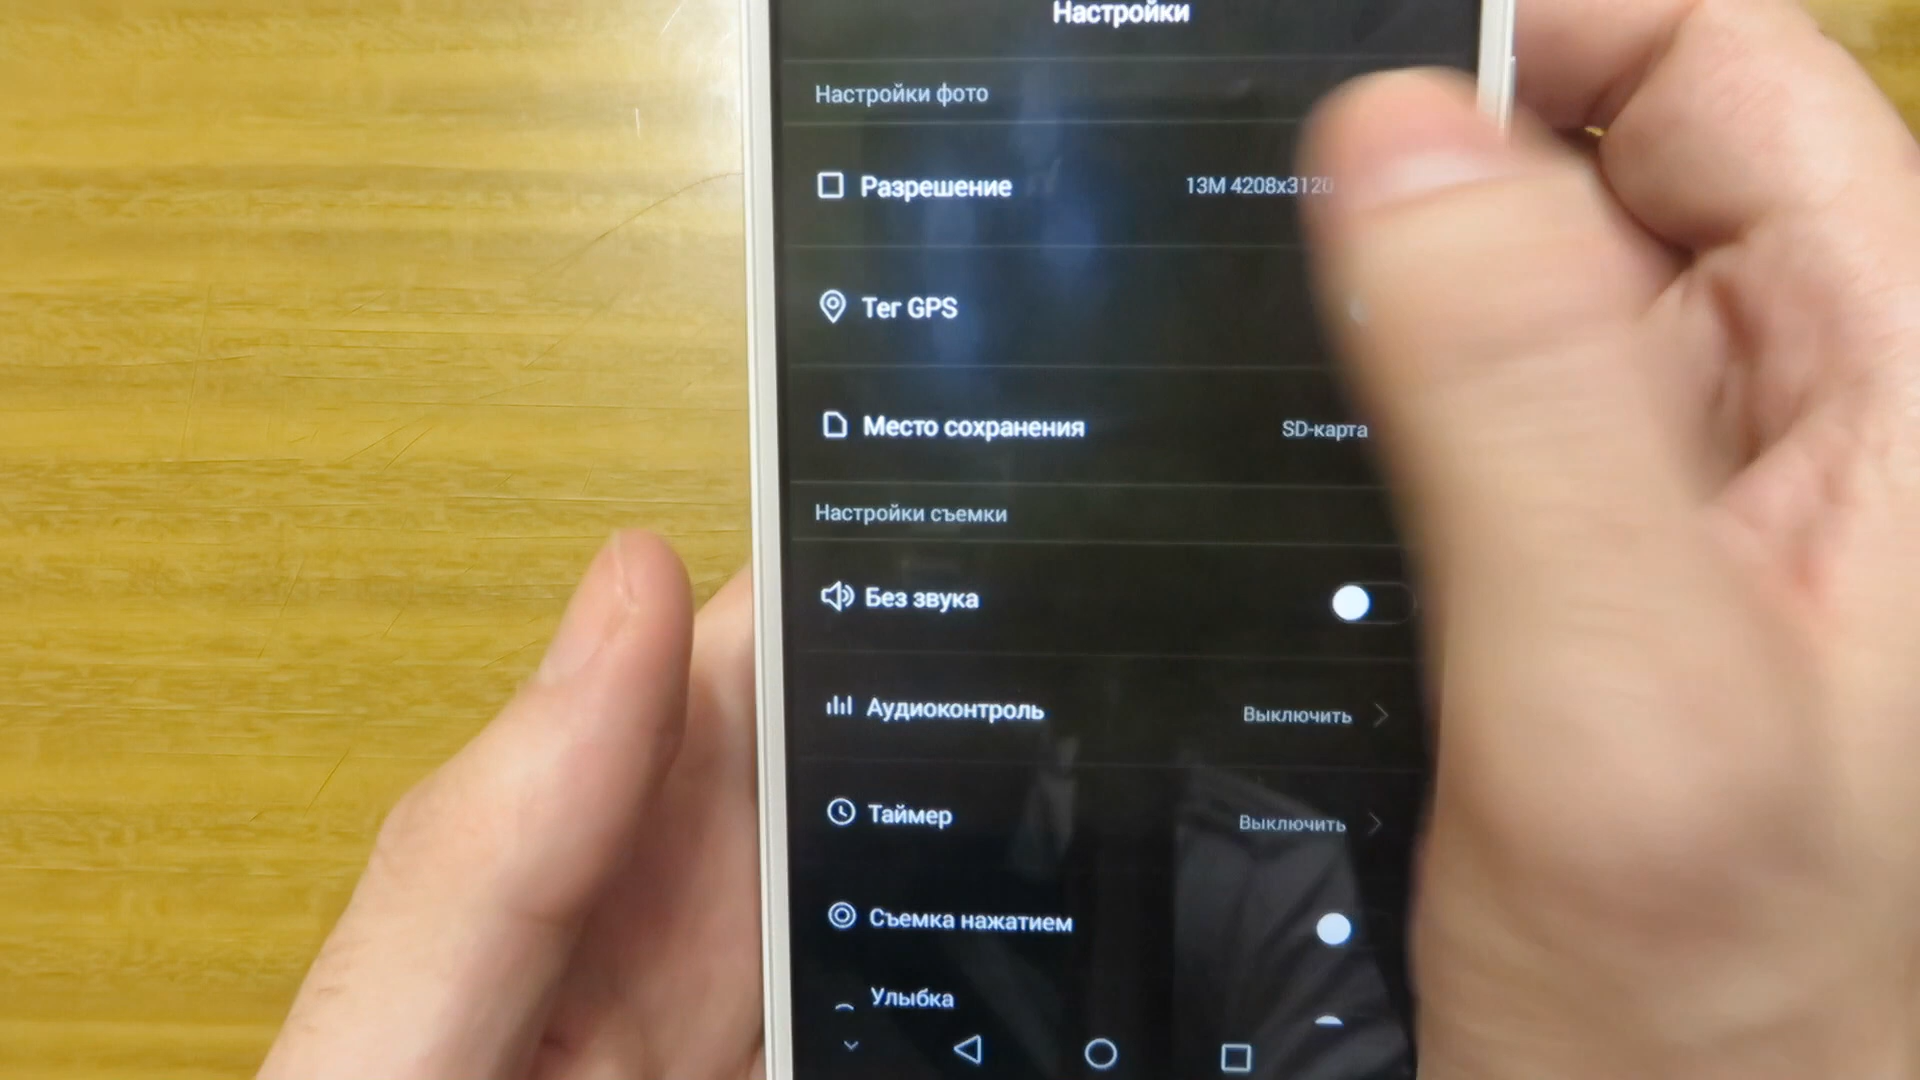 Настройки
Настройки фото
Разрешение 13M 4208x3120
Тег GPS
Место сохранения SD-карта
Настройки съемки
Без звука
Аудиоконтроль Выключить
Таймер Выключить
Съемка нажатием
Улыбка